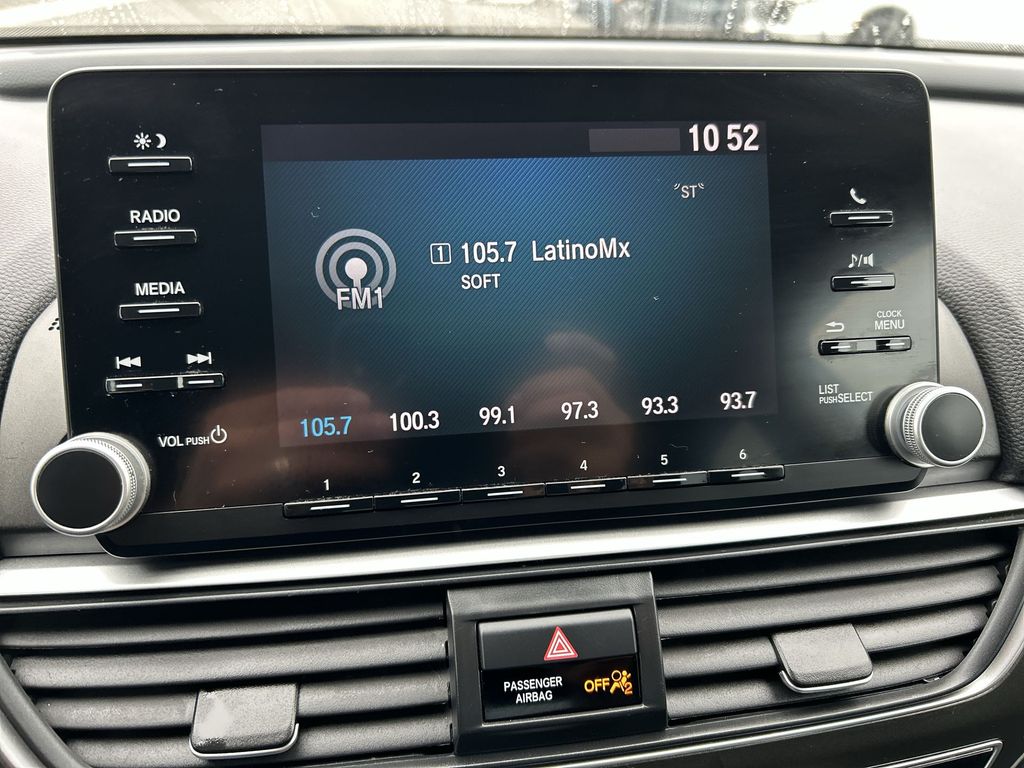 10 52
RADIO
"ST"
1 105.7 LatinoMx
SOFT
FM1
MEDIA
CLOCK
MENU
LIST
PUSH SELECT
VOL PUSH
105.7 100.3 99.1 97.3 93.3 93.7
1 2 3 4 5 6
PASSENGER
AIRBAG
OFF
2